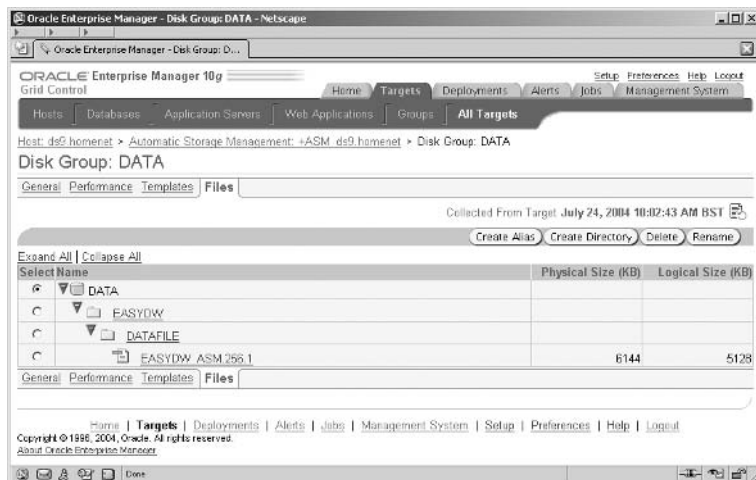 Oracle Enterprise Manager - Disk Group: DATA - Netscape
Oracle Enterprise Manager - Disk Group: D...
ORACLE Enterprise Manager 10g
Grid Control
Setup Preferences Help Logout
Home Targets Deployments Alerts Jobs Management System
Hosts Databases Application Servers Web Applications Groups All Targets
Host: ds9.homenet > Automatic Storage Management: +ASM_ds9.homenet > Disk Group: DATA
Disk Group: DATA
General Performance Templates Files
Collected From Target July 24, 2004 10:02:43 AM BST
Create Alias Create Directory Delete Rename
Expand All | Collapse All
Select Name Physical Size (KB) Logical Size (KB)
DATA
EASYDW
DATAFILE
EASYDW_ASM.256.1 6144 5128
General Performance Templates Files
Home | Targets | Deployments | Alerts | Jobs | Management System | Setup | Preferences | Help | Logout
Copyright © 1996, 2004, Oracle. All rights reserved.
About Oracle Enterprise Manager
Done